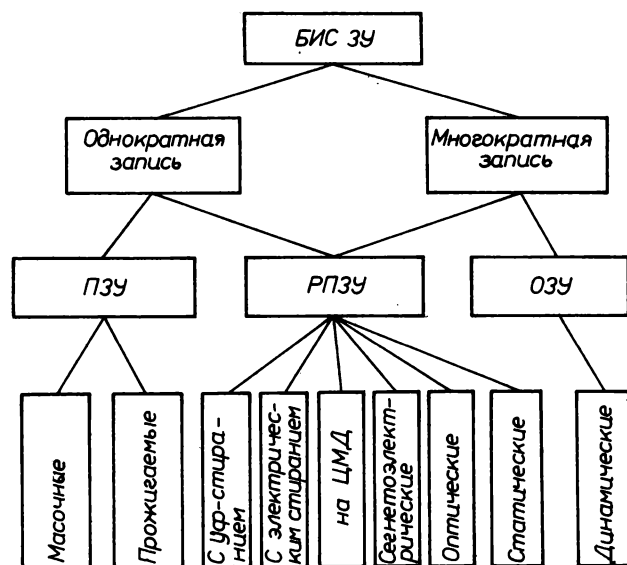 БИС ЗУ
Однократная
запись
Многократная
запись
ПЗУ
РПЗУ
ОЗУ
Масочные
Прожигаемые
С Уф-стира-
нием
С электричес-
ким стиранием
на ЦМД
Сегнетоэлект-
рические
Оптические
Статические
Динамические